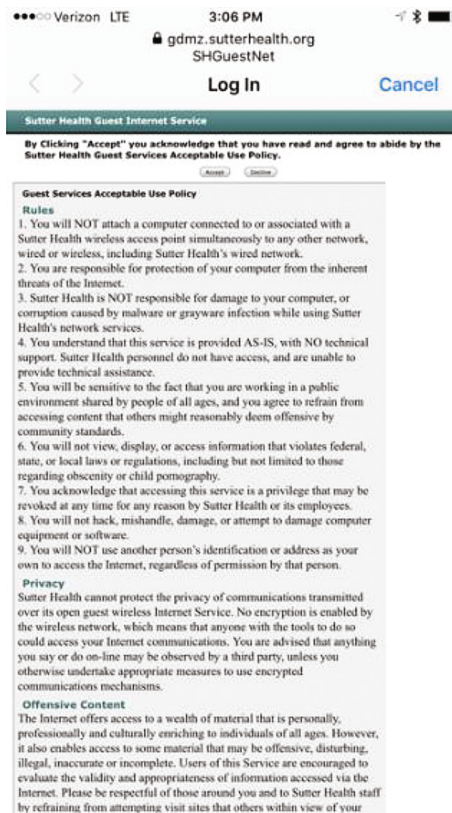 Verizon LTE 3:06 PM
gdmz.sutterhealth.org
SHGuestNet
Log In Cancel
Sutter Health Guest Internet Service
By Clicking "Accept" you acknowledge that you have read and agree to abide by the
Sutter Health Guest Services Acceptable Use Policy.
Accept Decline
Guest Services Acceptable Use Policy
Rules
1. You will NOT attach a computer connected to or associated with a
Sutter Health wireless access point simultaneously to any other network,
wired or wireless, including Sutter Health's wired network.
2. You are responsible for protection of your computer from the inherent
threats of the Internet.
3. Sutter Health is NOT responsible for damage to your computer, or
corruption caused by malware or grayware infection while using Sutter
Health's network services.
4. You understand that this service is provided AS-IS, with NO technical
support. Sutter Health personnel do not have access, and are unable to
provide technical assistance.
5. You will be sensitive to the fact that you are working in a public
environment shared by people of all ages, and you agree to refrain from
accessing content that others might reasonably deem offensive by
community standards.
6. You will not view, display, or access information that violates federal,
state, or local laws or regulations, including but not limited to those
regarding obscenity or child pornography.
7. You acknowledge that accessing this service is a privilege that may be
revoked at any time for any reason by Sutter Health or its employees.
8. You will not hack, mishandle, damage, or attempt to damage computer
equipment or software.
9. You will NOT use another person's identification or address as your
own to access the Internet, regardless of permission by that person.
Privacy
Sutter Health cannot protect the privacy of communications transmitted
over its open guest wireless Internet Service. No encryption is enabled by
the wireless network, which means that anyone with the tools to do so
could access your Internet communications. You are advised that anything
you say or do on-line may be observed by a third party, unless you
otherwise undertake appropriate measures to use encrypted
communications mechanisms.
Offensive Content
The Internet offers access to a wealth of material that is personally,
professionally and culturally enriching to individuals of all ages. However,
it also enables access to some material that may be offensive, disturbing,
illegal, inaccurate or incomplete. Users of this Service are encouraged to
evaluate the validity and appropriateness of information accessed via the
Internet. Please be respectful of those around you and to Sutter Health staff
by refraining from attempting visit sites that others within view of your